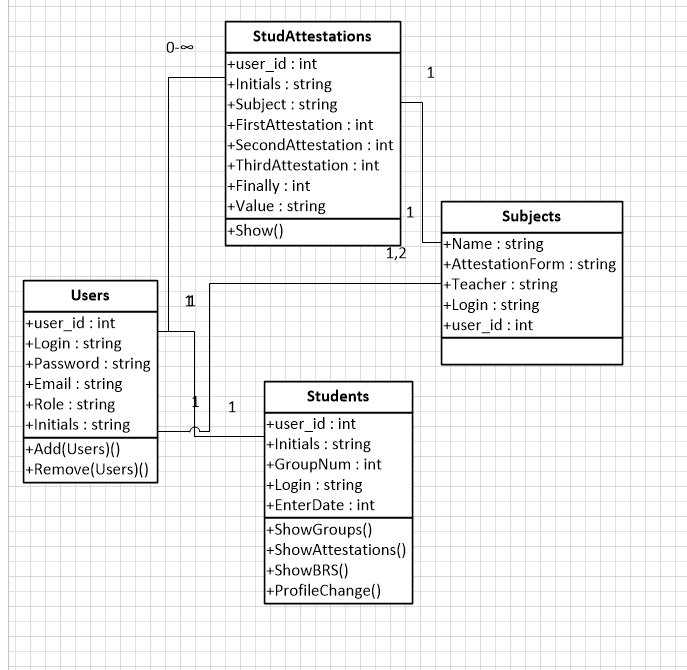 0-∞
StudAttestations
+user_id : int
+Initials : string
+Subject : string
+FirstAttestation : int
+SecondAttestation : int
+ThirdAttestation : int
+Finally : int
+Value : string
+Show()
1
1
1,2
Subjects
+Name : string
+AttestationForm : string
+Teacher : string
+Login : string
+user_id : int
Users
+user_id : int
+Login : string
+Password : string
+Email : string
+Role : string
+Initials : string
+Add(Users)()
+Remove(Users)()
1
1
1
1
Students
+user_id : int
+Initials : string
+GroupNum : int
+Login : string
+EnterDate : int
+ShowGroups()
+ShowAttestations()
+ShowBRS()
+ProfileChange()